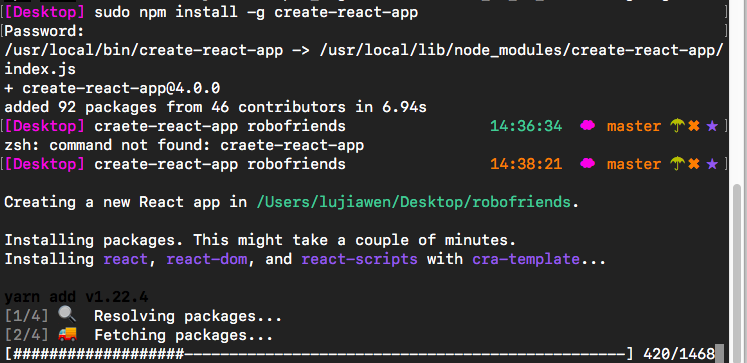 [[Desktop] sudo npm install -g create-react-app ]
Password: ]
/usr/local/bin/create-react-app -> /usr/local/lib/node_modules/create-react-app/
index.js
+ create-react-app@4.0.0
added 92 packages from 46 contributors in 6.94s
[[Desktop] craete-react-app robofriends 14:36:34 master ☂✖ ★ ]
zsh: command not found: craete-react-app
[[Desktop] create-react-app robofriends 14:38:21 master ☂✖ ★ ]
Creating a new React app in /Users/lujiawen/Desktop/robofriends.
Installing packages. This might take a couple of minutes.
Installing react, react-dom, and react-scripts with cra-template...
yarn add v1.22.4
[1/4] 🔍 Resolving packages...
[2/4] 🚚 Fetching packages...
[###################-------------------------------------------------] 420/1468